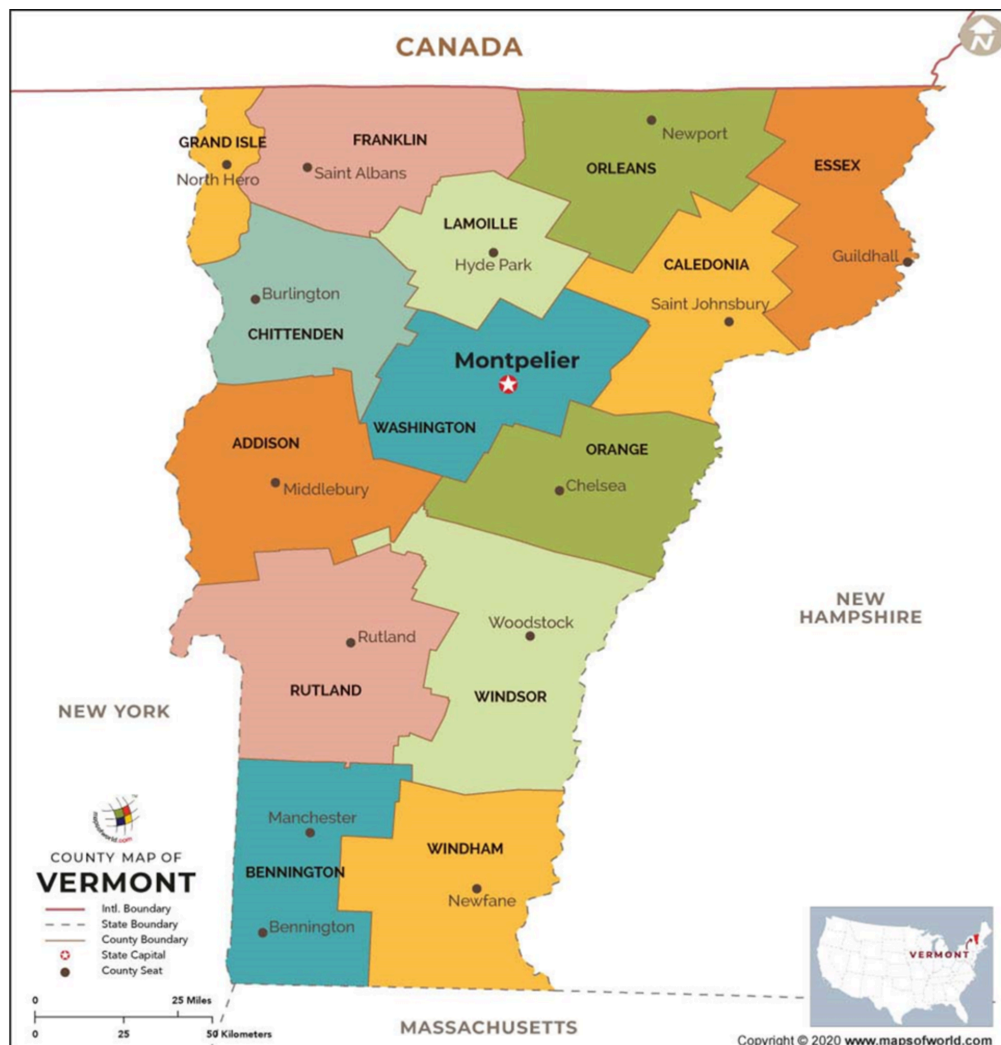 CANADA
N
GRAND ISLE
North Hero
FRANKLIN
Saint Albans
Newport
ORLEANS
ESSEX
LAMOILLE
Hyde Park
CALEDONIA
Guildhall
Burlington
Saint Johnsbury
CHITTENDEN
Montpelier
WASHINGTON
ADDISON
ORANGE
Middlebury
Chelsea
NEW
HAMPSHIRE
Woodstock
Rutland
RUTLAND
WINDSOR
NEW YORK
Manchester
BENNINGTON
WINDHAM
Newfane
Bennington
mapsofworld.com
COUNTY MAP OF
VERMONT
Intl. Boundary
State Boundary
County Boundary
State Capital
County Seat
0 25 Miles
0 25 50 Kilometers
MASSACHUSETTS
VERMONT
Copyright © 2020 www.mapsofworld.com